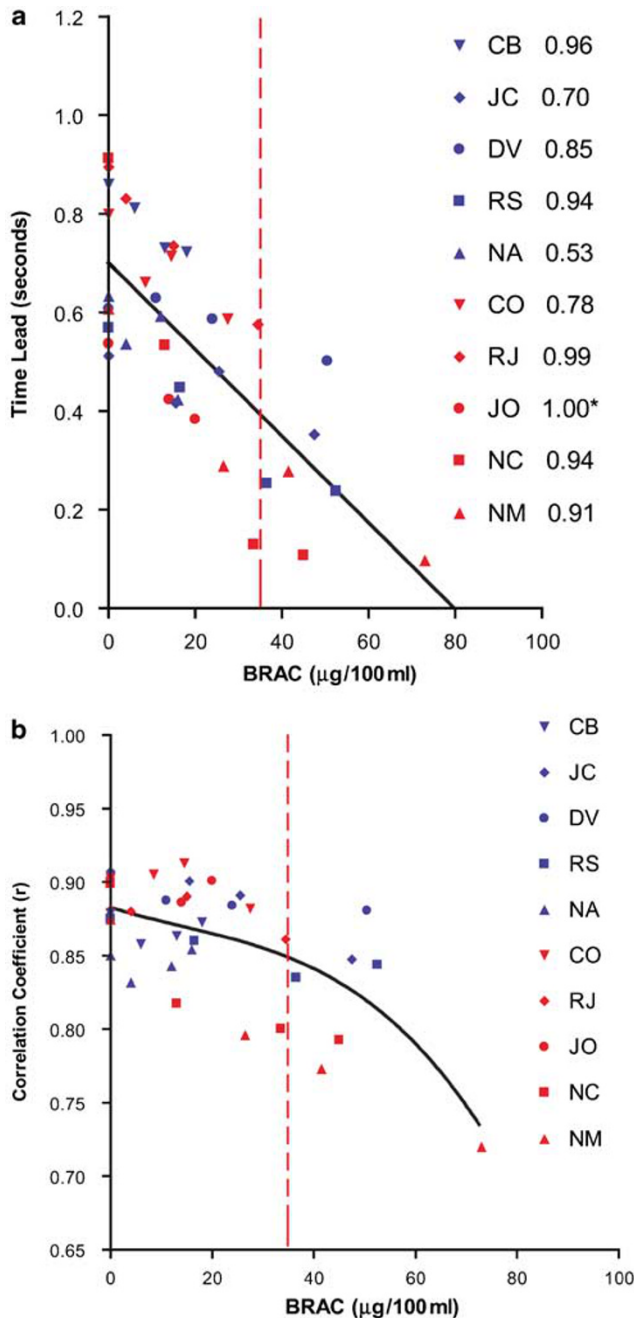 a
1.2
1.0
0.8
0.6
0.4
0.2
0.0
Time Lead (seconds)
0 20 40 60 80 100
BRAC (μg/100ml)
CB 0.96
JC 0.70
DV 0.85
RS 0.94
NA 0.53
CO 0.78
RJ 0.99
JO 1.00*
NC 0.94
NM 0.91
b
1.00
0.95
0.90
0.85
0.80
0.75
0.70
0.65
Correlation Coefficient (r)
0 20 40 60 80 100
BRAC (μg/100ml)
CB
JC
DV
RS
NA
CO
RJ
JO
NC
NM